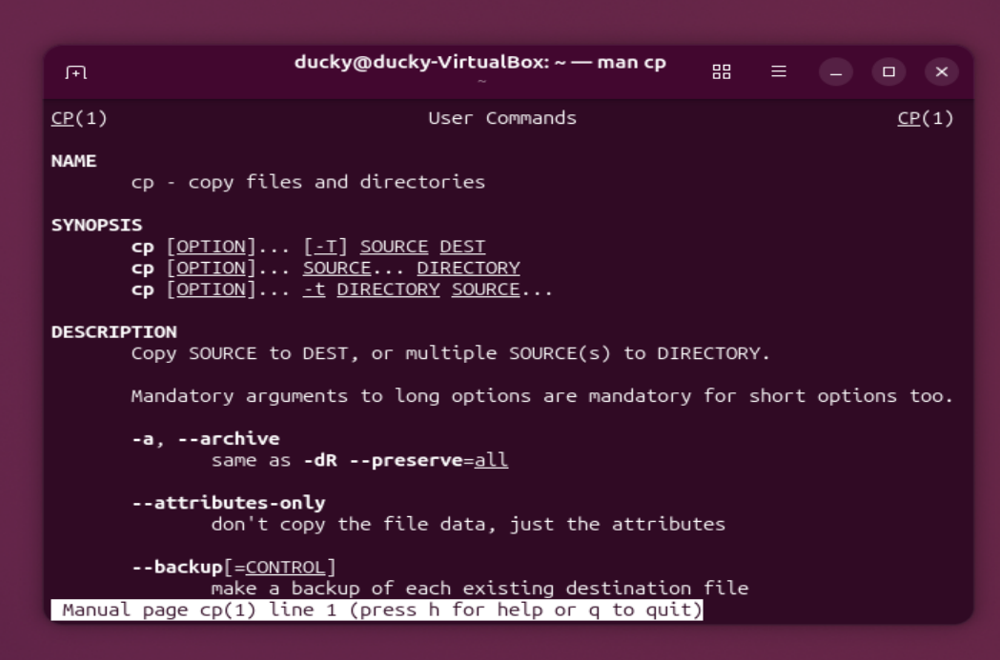 ducky@ducky-VirtualBox: ~ — man cp
~
CP(1) User Commands CP(1)
NAME
cp - copy files and directories
SYNOPSIS
cp [OPTION]... [-T] SOURCE DEST
cp [OPTION]... SOURCE... DIRECTORY
cp [OPTION]... -t DIRECTORY SOURCE...
DESCRIPTION
Copy SOURCE to DEST, or multiple SOURCE(s) to DIRECTORY.
Mandatory arguments to long options are mandatory for short options too.
-a, --archive
same as -dR --preserve=all
--attributes-only
don't copy the file data, just the attributes
--backup[=CONTROL]
make a backup of each existing destination file
Manual page cp(1) line 1 (press h for help or q to quit)